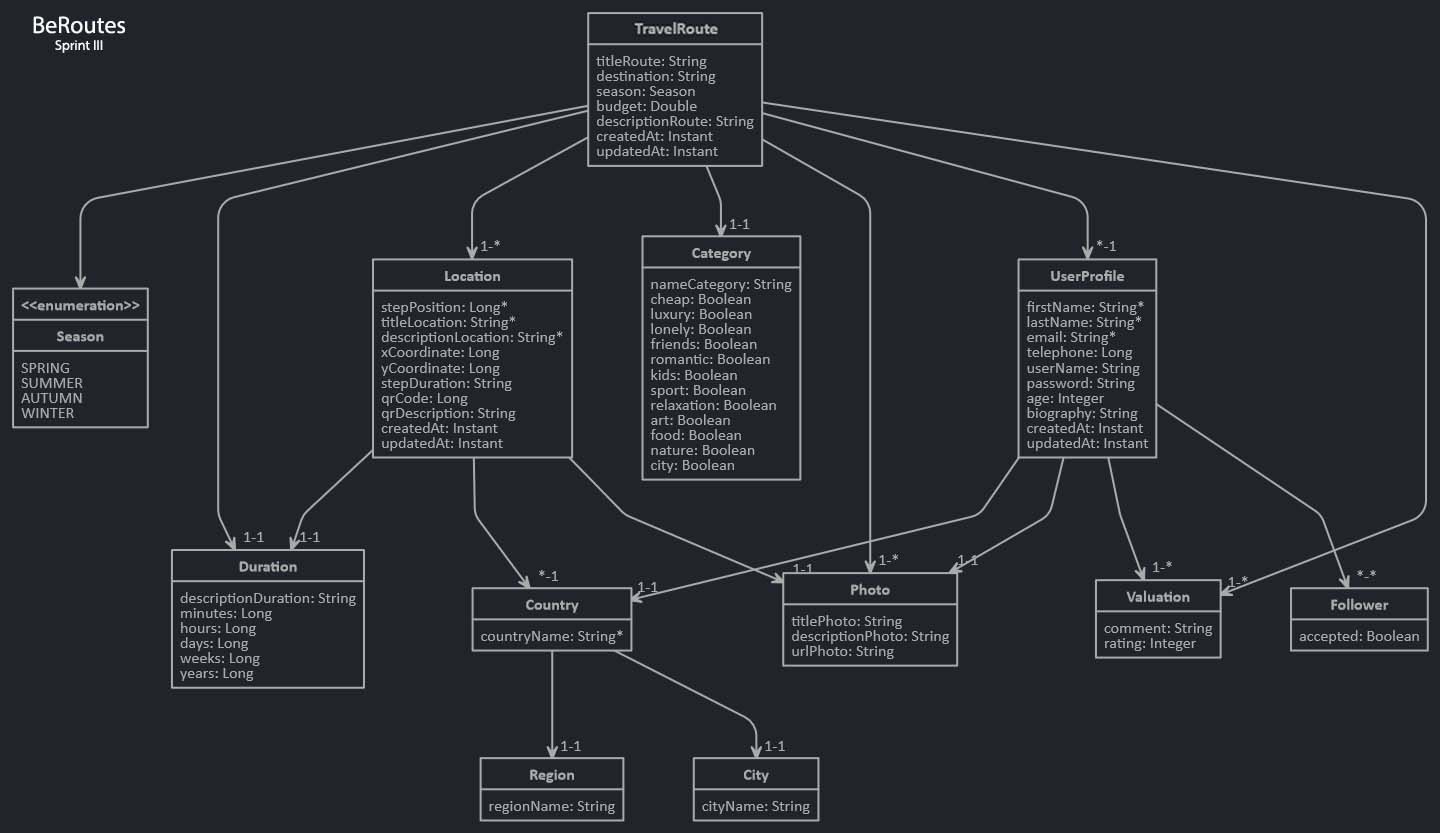 BeRoutes
Sprint III
TravelRoute
titleRoute: String
destination: String
season: Season
budget: Double
descriptionRoute: String
createdAt: Instant
updatedAt: Instant
<<enumeration>>
Season
SPRING
SUMMER
AUTUMN
WINTER
1-*
Location
stepPosition: Long*
titleLocation: String*
descriptionLocation: String*
xCoordinate: Long
yCoordinate: Long
stepDuration: String
qrCode: Long
qrDescription: String
createdAt: Instant
updatedAt: Instant
1-1
Category
nameCategory: String
cheap: Boolean
luxury: Boolean
lonely: Boolean
friends: Boolean
romantic: Boolean
kids: Boolean
sport: Boolean
relaxation: Boolean
art: Boolean
food: Boolean
nature: Boolean
city: Boolean
*-1
UserProfile
firstName: String*
lastName: String*
email: String*
telephone: Long
userName: String
password: String
age: Integer
biography: String
createdAt: Instant
updatedAt: Instant
1-1
1-1
Duration
descriptionDuration: String
minutes: Long
hours: Long
days: Long
weeks: Long
years: Long
*-1
1-1
Country
countryName: String*
1-1
1-*
1-1
Photo
titlePhoto: String
descriptionPhoto: String
urlPhoto: String
1-*
1-*
Valuation
comment: String
rating: Integer
*-*
Follower
accepted: Boolean
1-1
Region
regionName: String
1-1
City
cityName: String